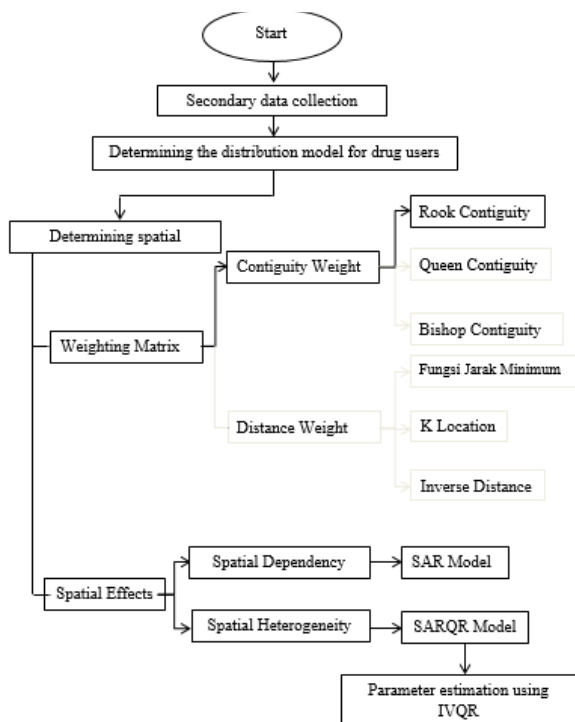 Start
Secondary data collection
Determining the distribution model for drug users
Determining spatial
Rook Contiguity
Contiguity Weight
Queen Contiguity
Bishop Contiguity
Weighting Matrix
Fungsi Jarak Minimum
Distance Weight
K Location
Inverse Distance
Spatial Dependency
SAR Model
Spatial Effects
Spatial Heterogeneity
SARQR Model
Parameter estimation using
IVQR